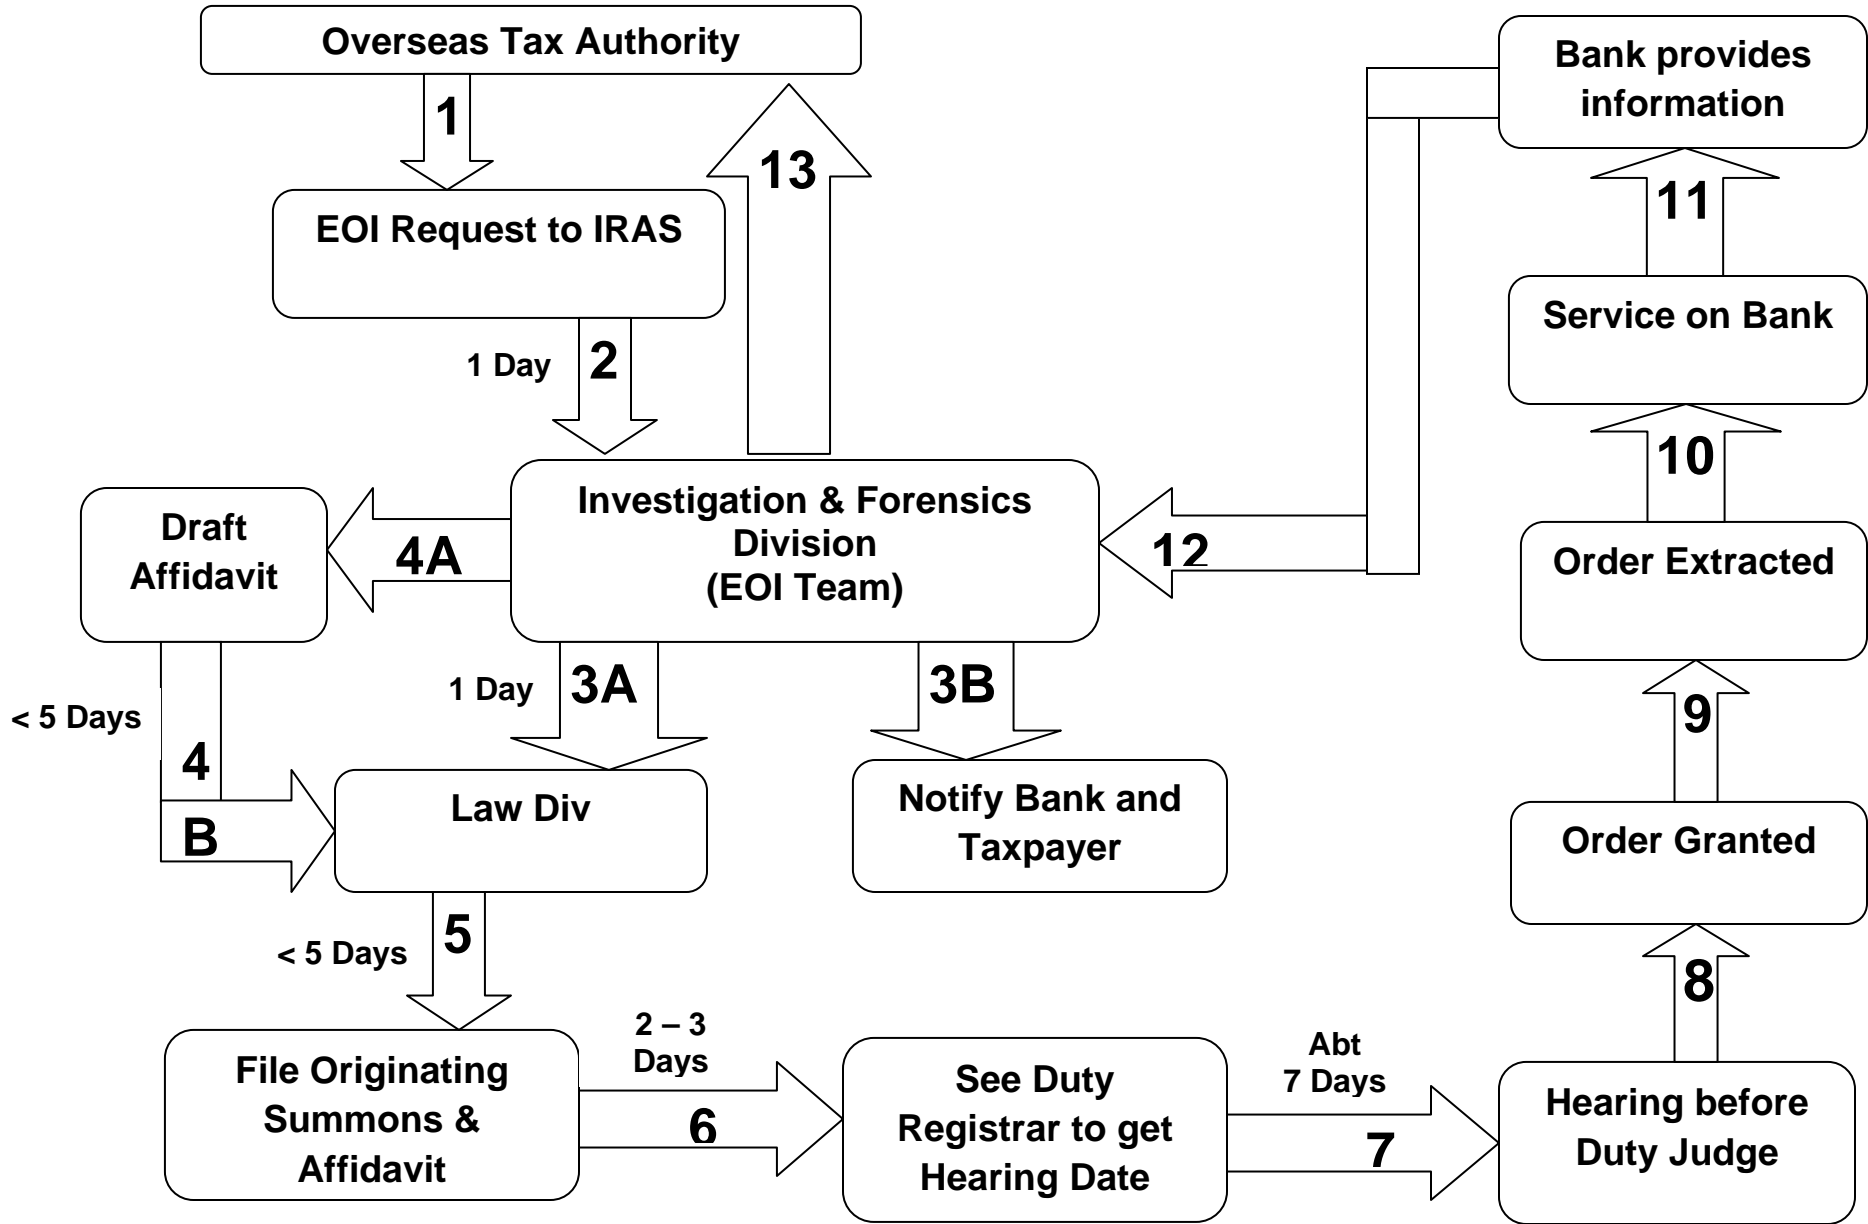 Overseas Tax Authority
1
EOI Request to IRAS
1 Day
2
13
Investigation & Forensics
Division
(EOI Team)
4A
Draft
Affidavit
1 Day
3A
3B
< 5 Days
4
B
Law Div
Notify Bank and
Taxpayer
< 5 Days
5
File Originating
Summons &
Affidavit
2 – 3
Days
6
See Duty
Registrar to get
Hearing Date
Abt
7 Days
7
Hearing before
Duty Judge
8
Order Granted
9
Order Extracted
10
Service on Bank
11
Bank provides
information
12